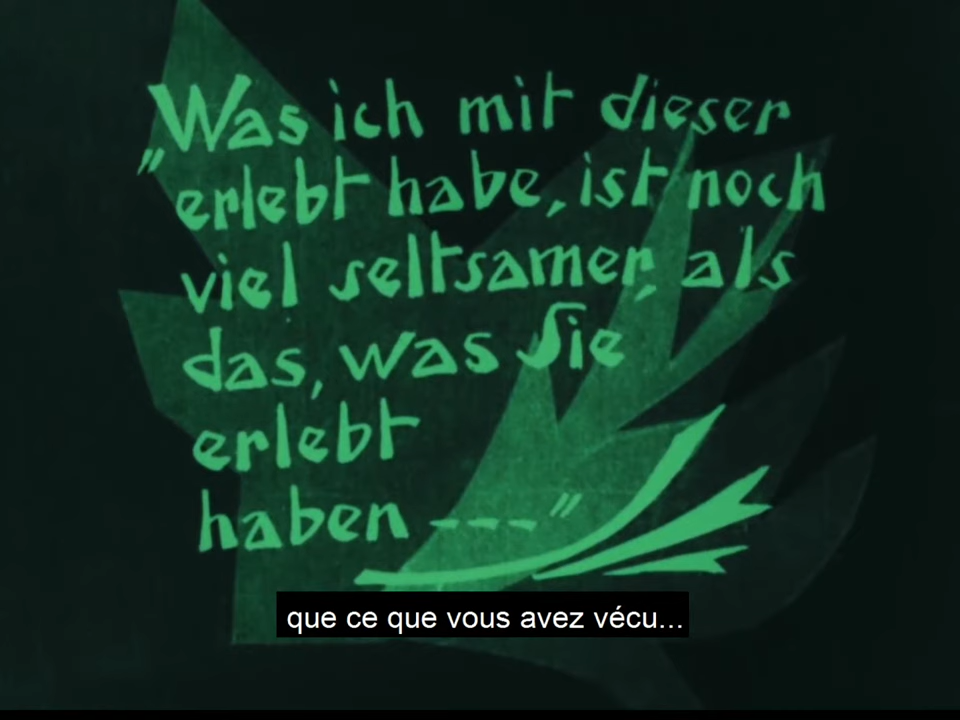 „Was ich mit dieser
erlebt habe, ist noch
viel seltsamer, als
das, was Sie
erlebt
haben ---"
que ce que vous avez vécu...